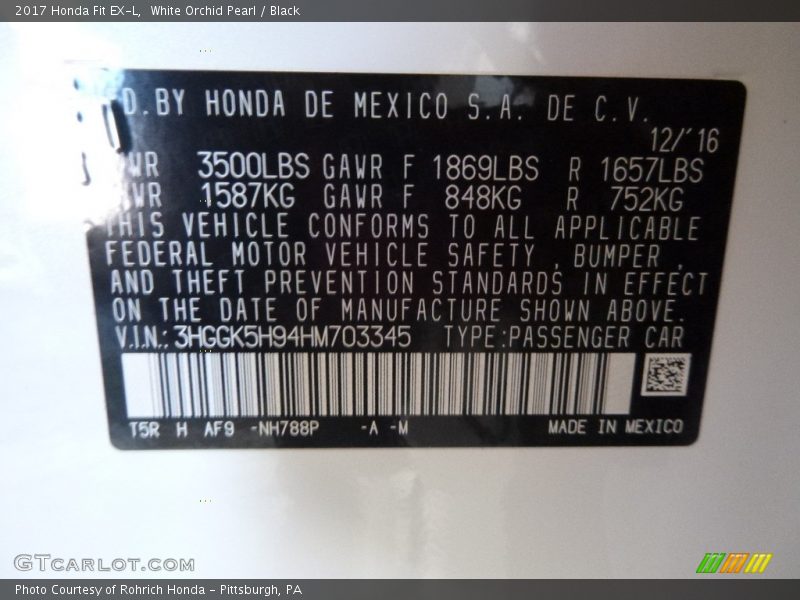 2017 Honda Fit EX-L, White Orchid Pearl / Black
D.BY HONDA DE MEXICO S.A. DE C.V.
12/'16
WR 3500LBS GAWR F 1869LBS R 1657LBS
WR 1587KG GAWR F 848KG R 752KG
THIS VEHICLE CONFORMS TO ALL APPLICABLE
FEDERAL MOTOR VEHICLE SAFETY , BUMPER ,
AND THEFT PREVENTION STANDARDS IN EFFECT
ON THE DATE OF MANUFACTURE SHOWN ABOVE.
V.I.N.: 3HGGK5H94HM703345 TYPE:PASSENGER CAR
T5R H AF9 -NH788P -A -M MADE IN MEXICO
GTCARLOT.COM
Photo Courtesy of Rohrich Honda - Pittsburgh, PA